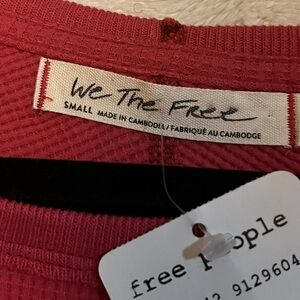 We The Free
SMALL MADE IN CAMBODIA / FABRIQUÉ AU CAMBODGE
free people
9129604